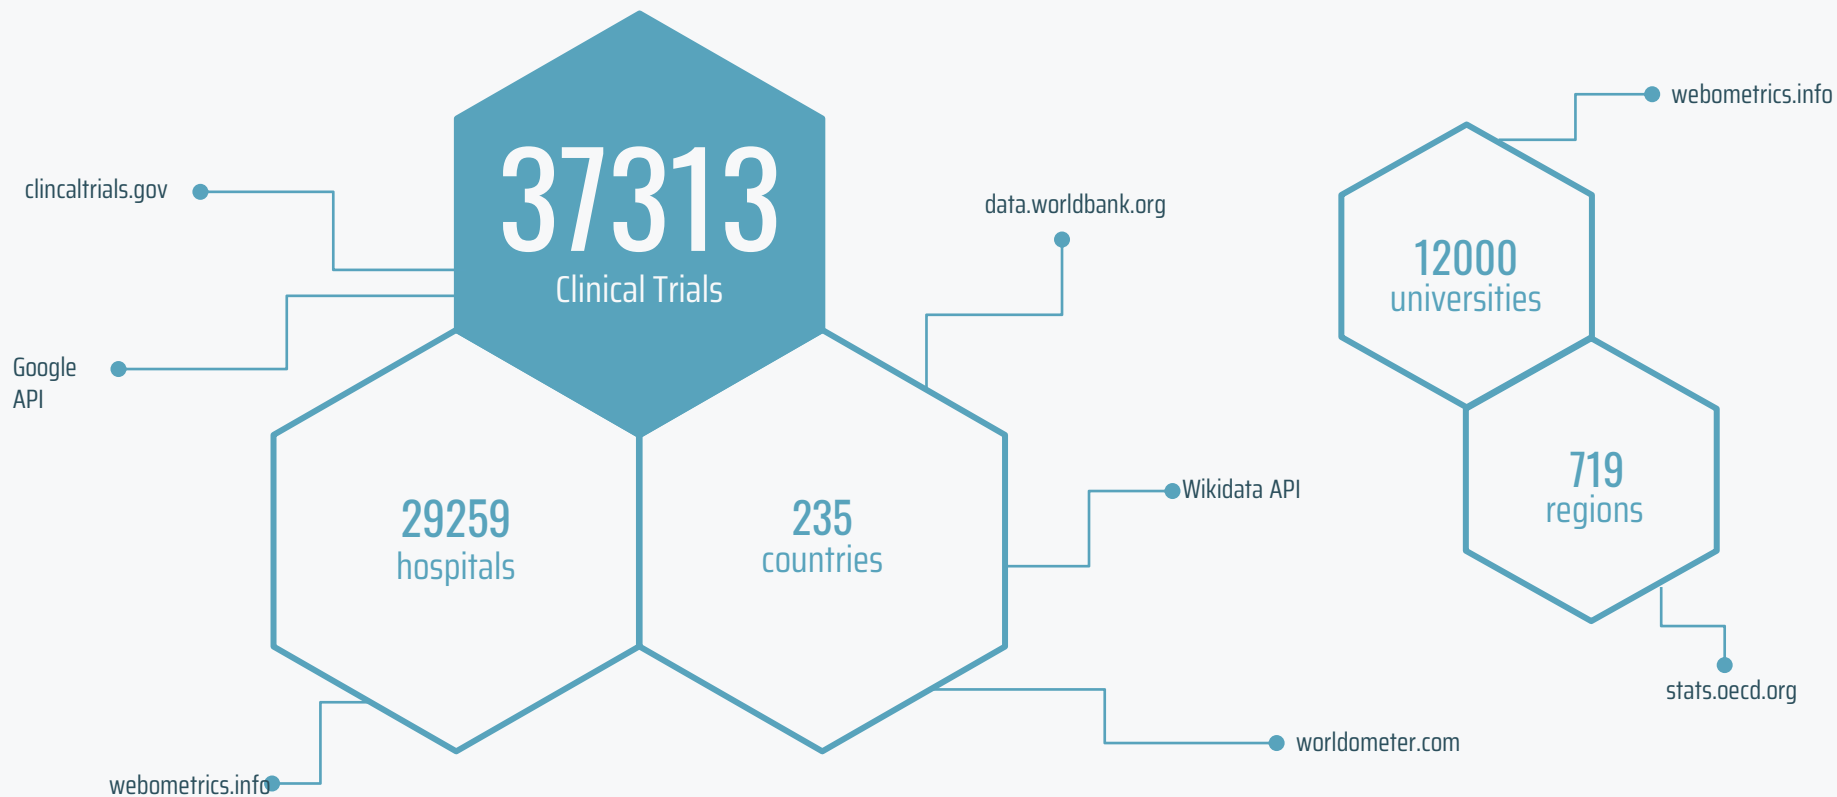 webometrics.info
37313
Clinical Trials
clincaltrials.gov
data.worldbank.org
12000
universities
Google
API
719
regions
29259
hospitals
235
countries
Wikidata API
stats.oecd.org
worldometer.com
webometrics.info